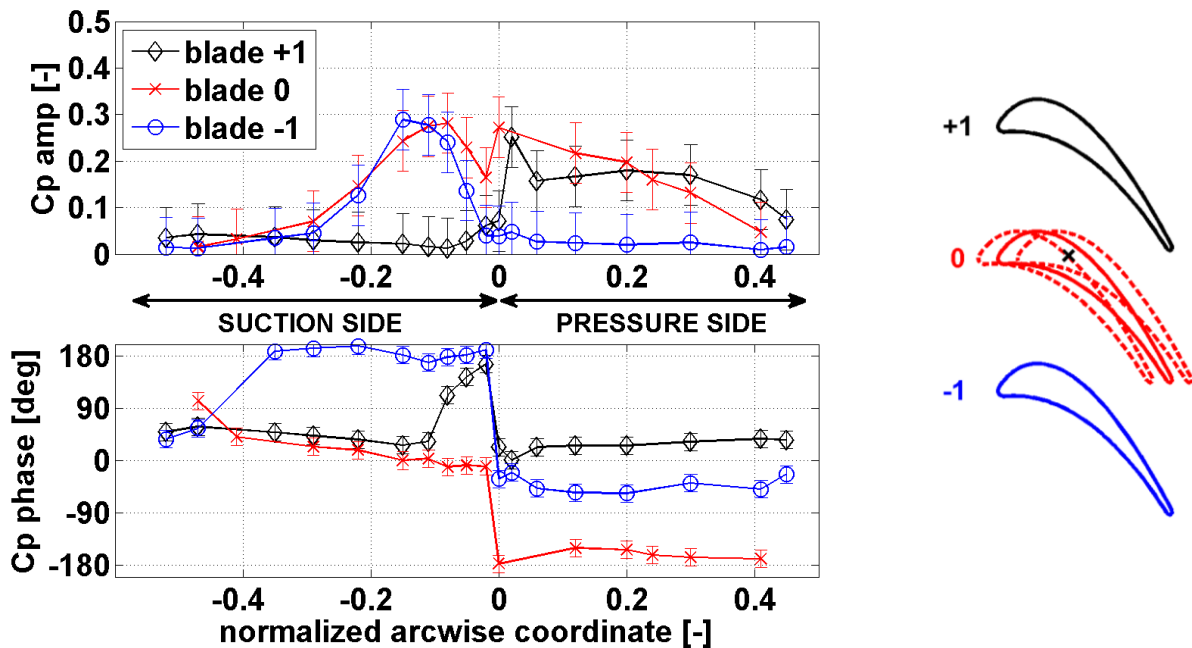 0.5
blade +1
blade 0
blade -1
0.4
0.3
0.2
0.1
0
Cp amp [-]
-0.4 -0.2 0 0.2 0.4
SUCTION SIDE PRESSURE SIDE
180
90
0
-90
-180
Cp phase [deg]
-0.4 -0.2 0 0.2 0.4
normalized arcwise coordinate [-]
+1
0
-1